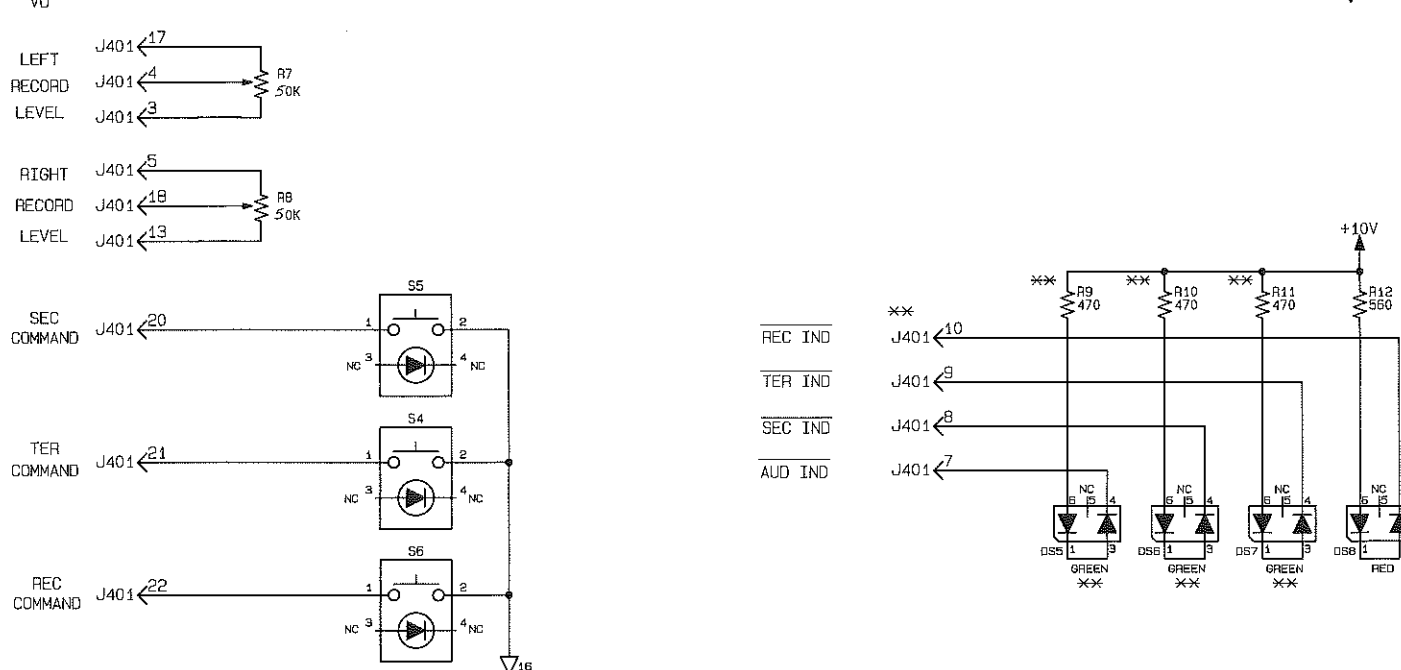 VU
LEFT
RECORD
LEVEL
J401 17
J401 4
J401 3
R7
50K
RIGHT
RECORD
LEVEL
J401 5
J401 18
J401 13
R8
50K
SEC
COMMAND
J401 20
S5
1 2
NC 3 4 NC
TER
COMMAND
J401 21
S4
1 2
NC 3 4 NC
REC
COMMAND
J401 22
S6
1 2
NC 3 4 NC
16
+10V
** R9
470
** R10
470
** R11
470
R12
560
**
REC IND J401 10
TER IND J401 9
SEC IND J401 8
AUD IND J401 7
NC
6 5 4
DS5 1 3
GREEN
**
NC
6 5 4
DS6 1 3
GREEN
**
NC
6 5 4
DS7 1 3
GREEN
**
NC
6 5
DS8 1
RED